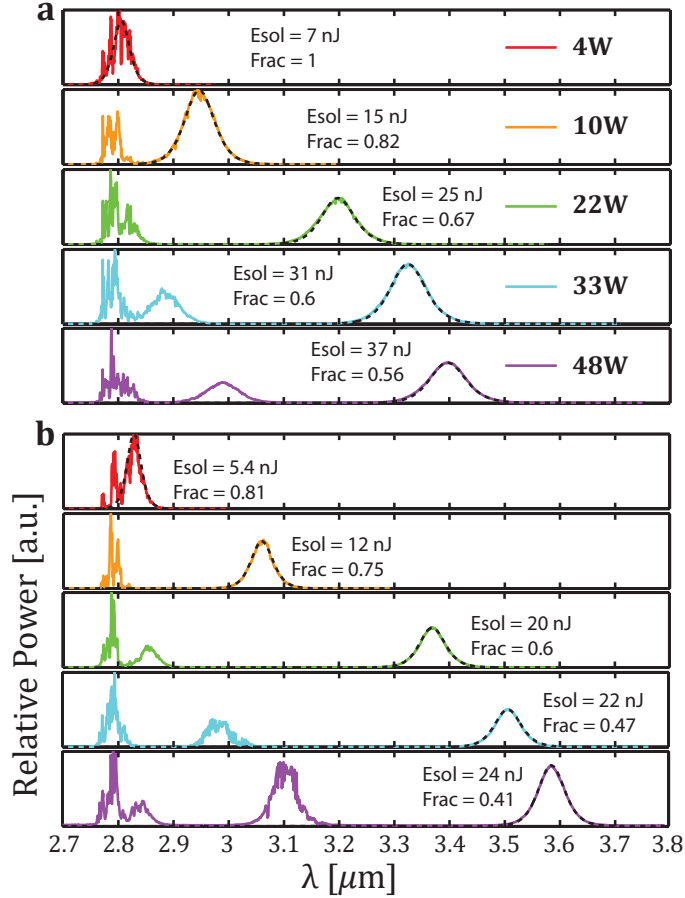 a
Esol = 7 nJ
Frac = 1
4W
Esol = 15 nJ
Frac = 0.82
10W
Esol = 25 nJ
Frac = 0.67
22W
Esol = 31 nJ
Frac = 0.6
33W
Esol = 37 nJ
Frac = 0.56
48W
b
Esol = 5.4 nJ
Frac = 0.81
Esol = 12 nJ
Frac = 0.75
Esol = 20 nJ
Frac = 0.6
Esol = 22 nJ
Frac = 0.47
Esol = 24 nJ
Frac = 0.41
Relative Power [a.u.]
2.7 2.8 2.9 3 3.1 3.2 3.3 3.4 3.5 3.6 3.7 3.8
λ [μm]